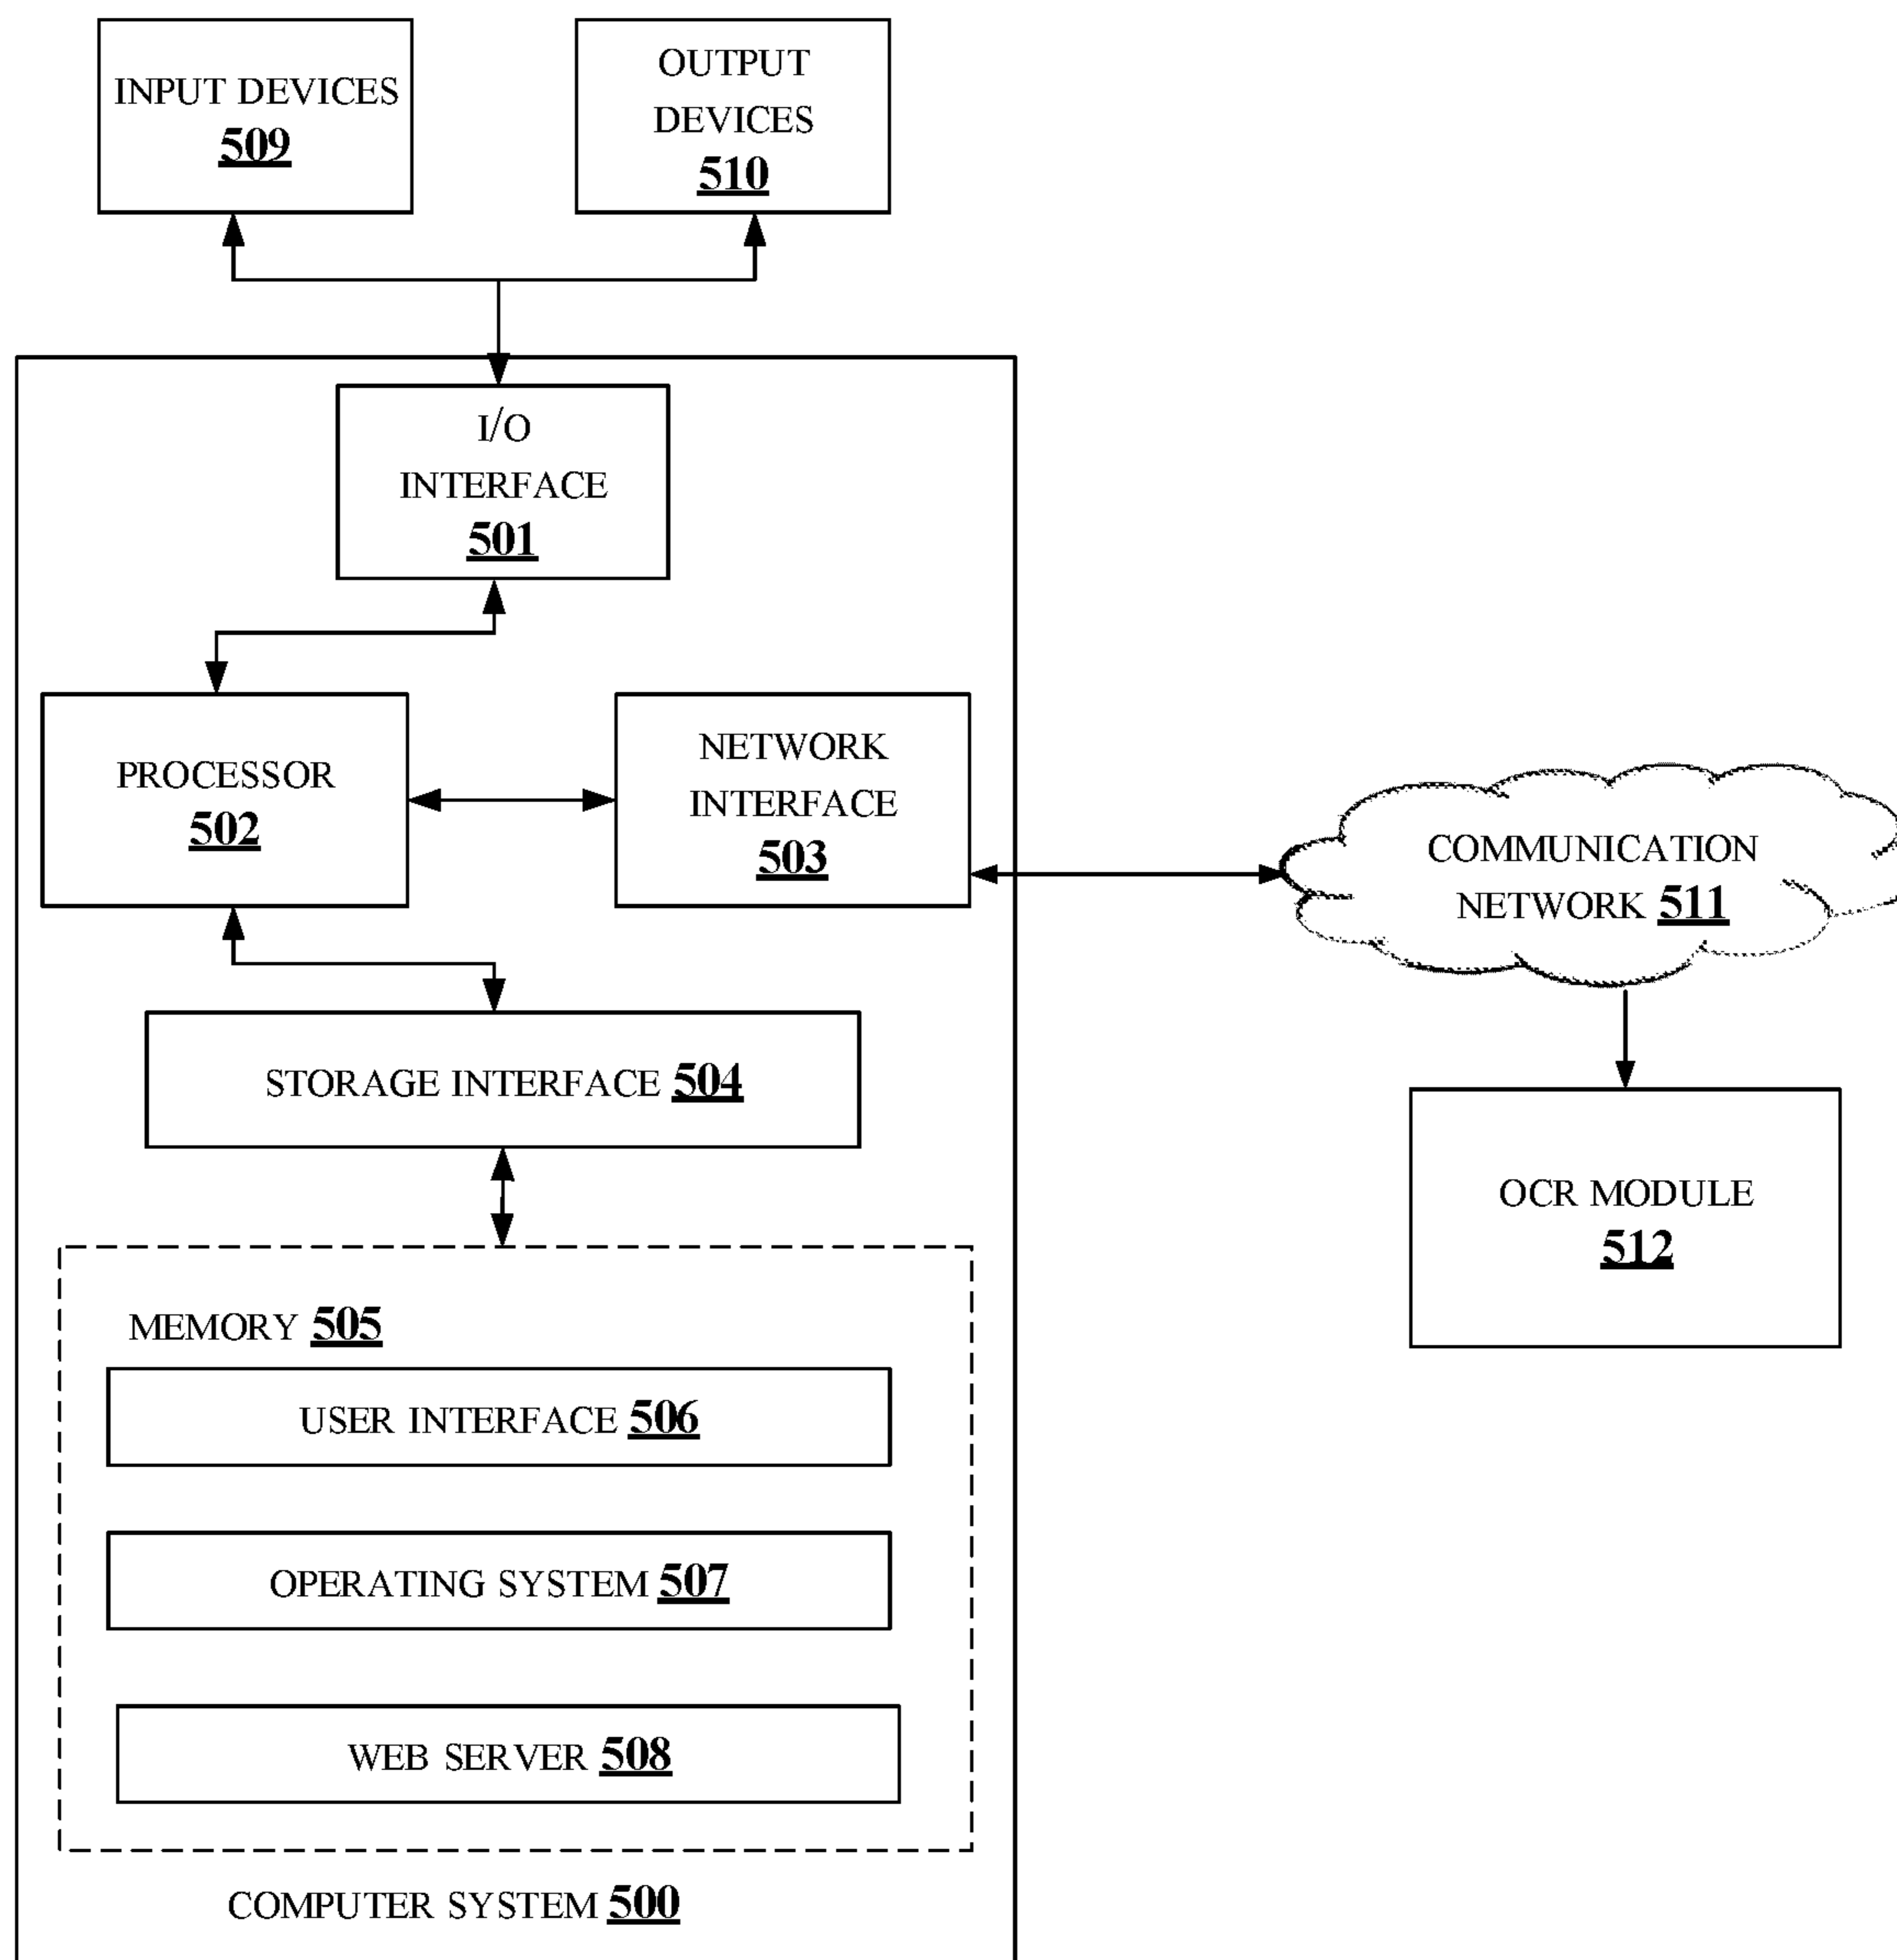 INPUT DEVICES
509
OUTPUT
DEVICES
510
I/O
INTERFACE
501
PROCESSOR
502
NETWORK
INTERFACE
503
COMMUNICATION
NETWORK 511
STORAGE INTERFACE 504
OCR MODULE
512
MEMORY 505
USER INTERFACE 506
OPERATING SYSTEM 507
WEB SERVER 508
COMPUTER SYSTEM 500